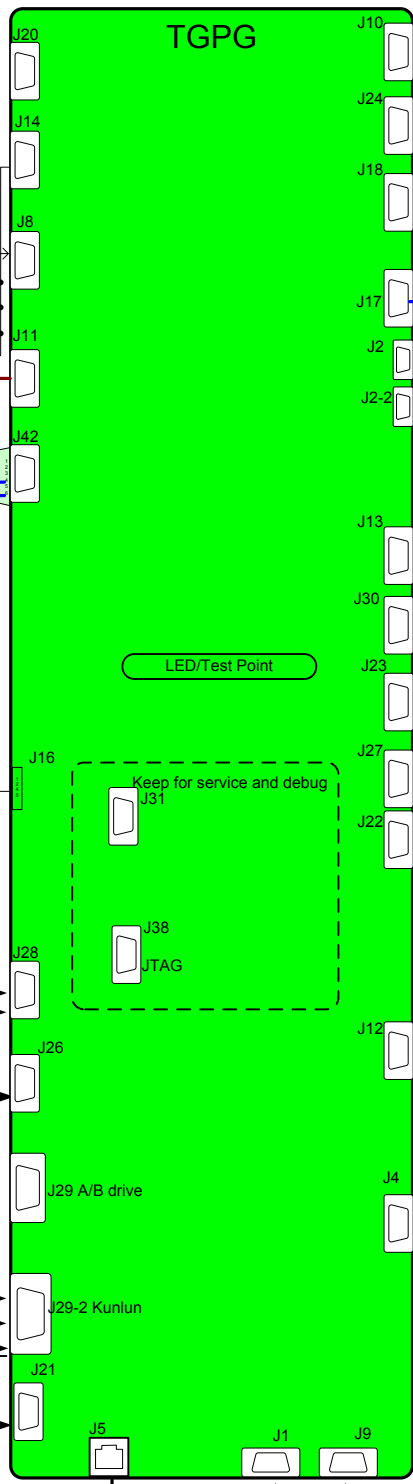 TGPG
J20
J10
J14
J24
J18
J8
J17
J11
J2
J2-2
J42
J13
J30
LED/Test Point
J23
J16
J27
Keep for service and debug
J31
J22
J38
JTAG
J28
J26
J12
J29 A/B drive
J4
J29-2 Kunlun
J21
J5
J1
J9